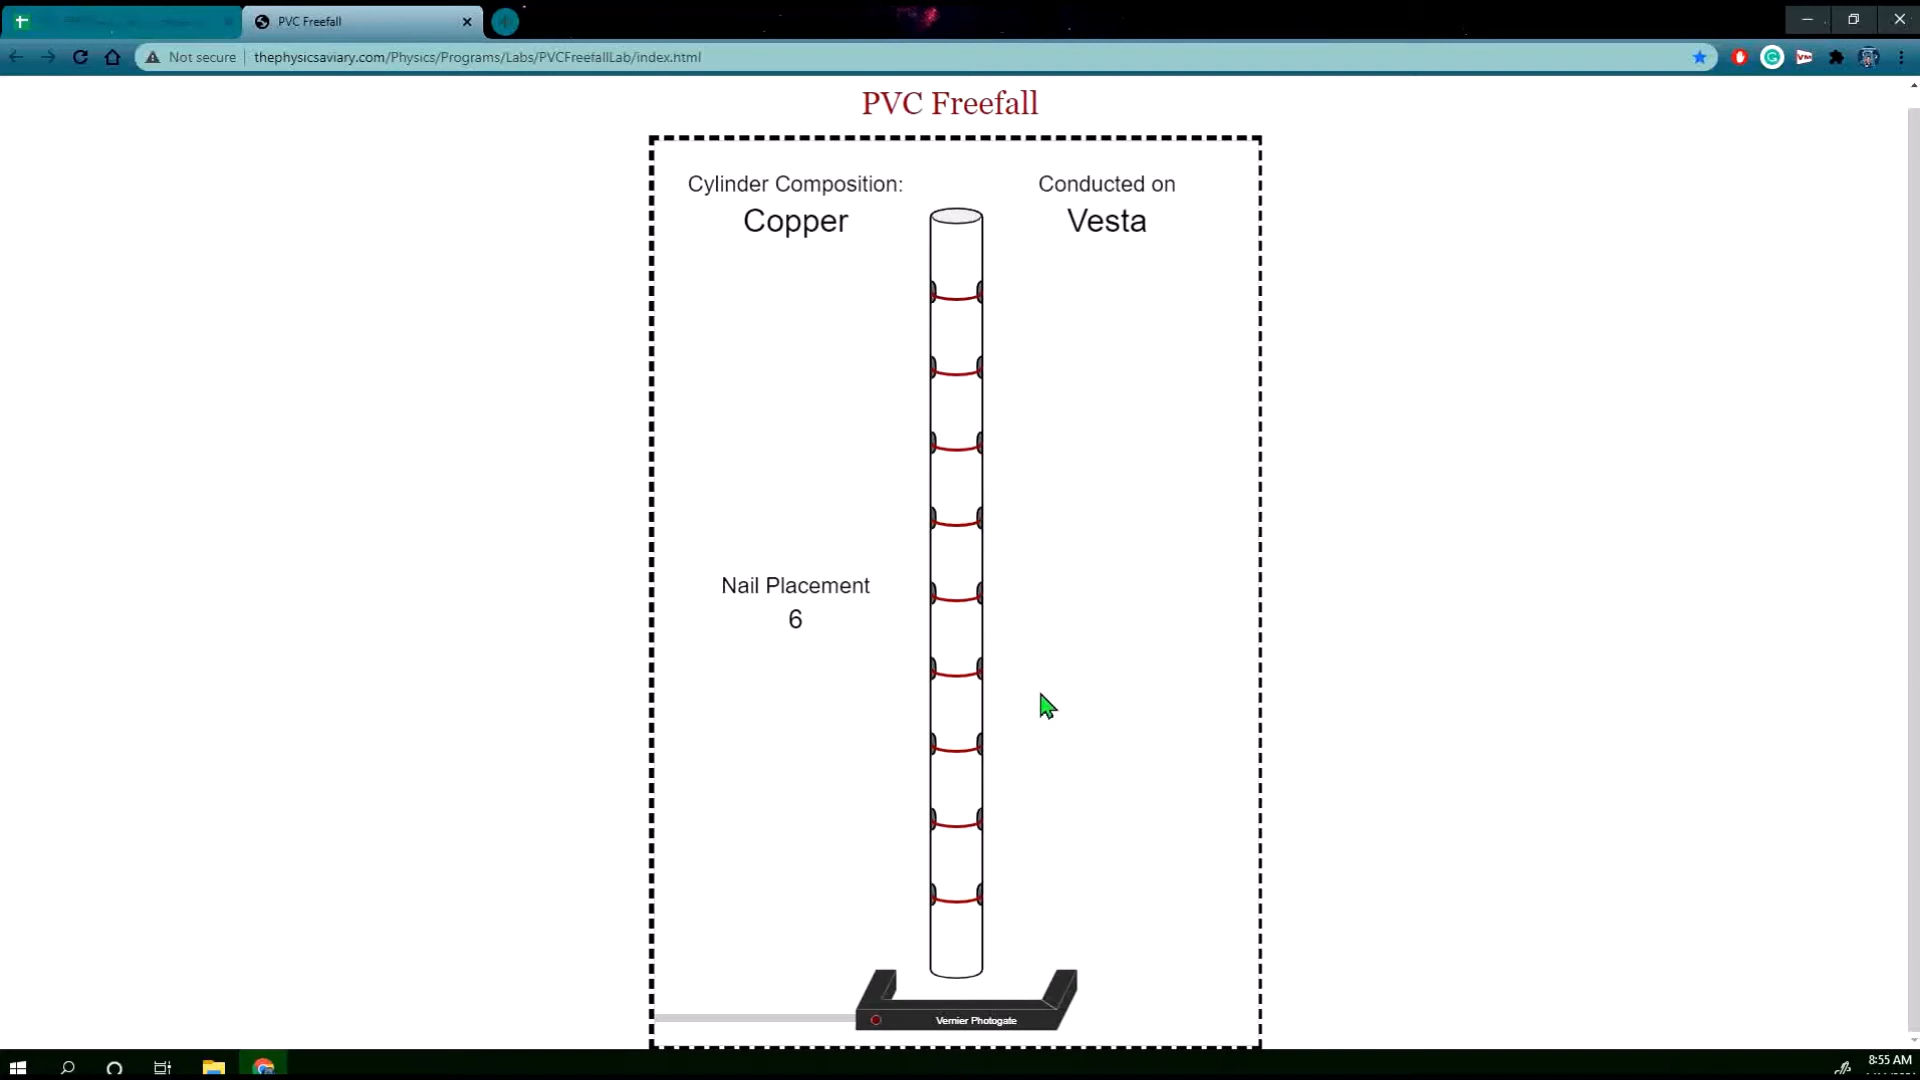 PVC Freefall
Not secure
thephysicsaviary.com/Physics/Programs/Labs/PVCFreefallLab/index.html
PVC Freefall
Cylinder Composition:
Copper
Conducted on
Vesta
Nail Placement
6
Vernier Photogate
8:55 AM